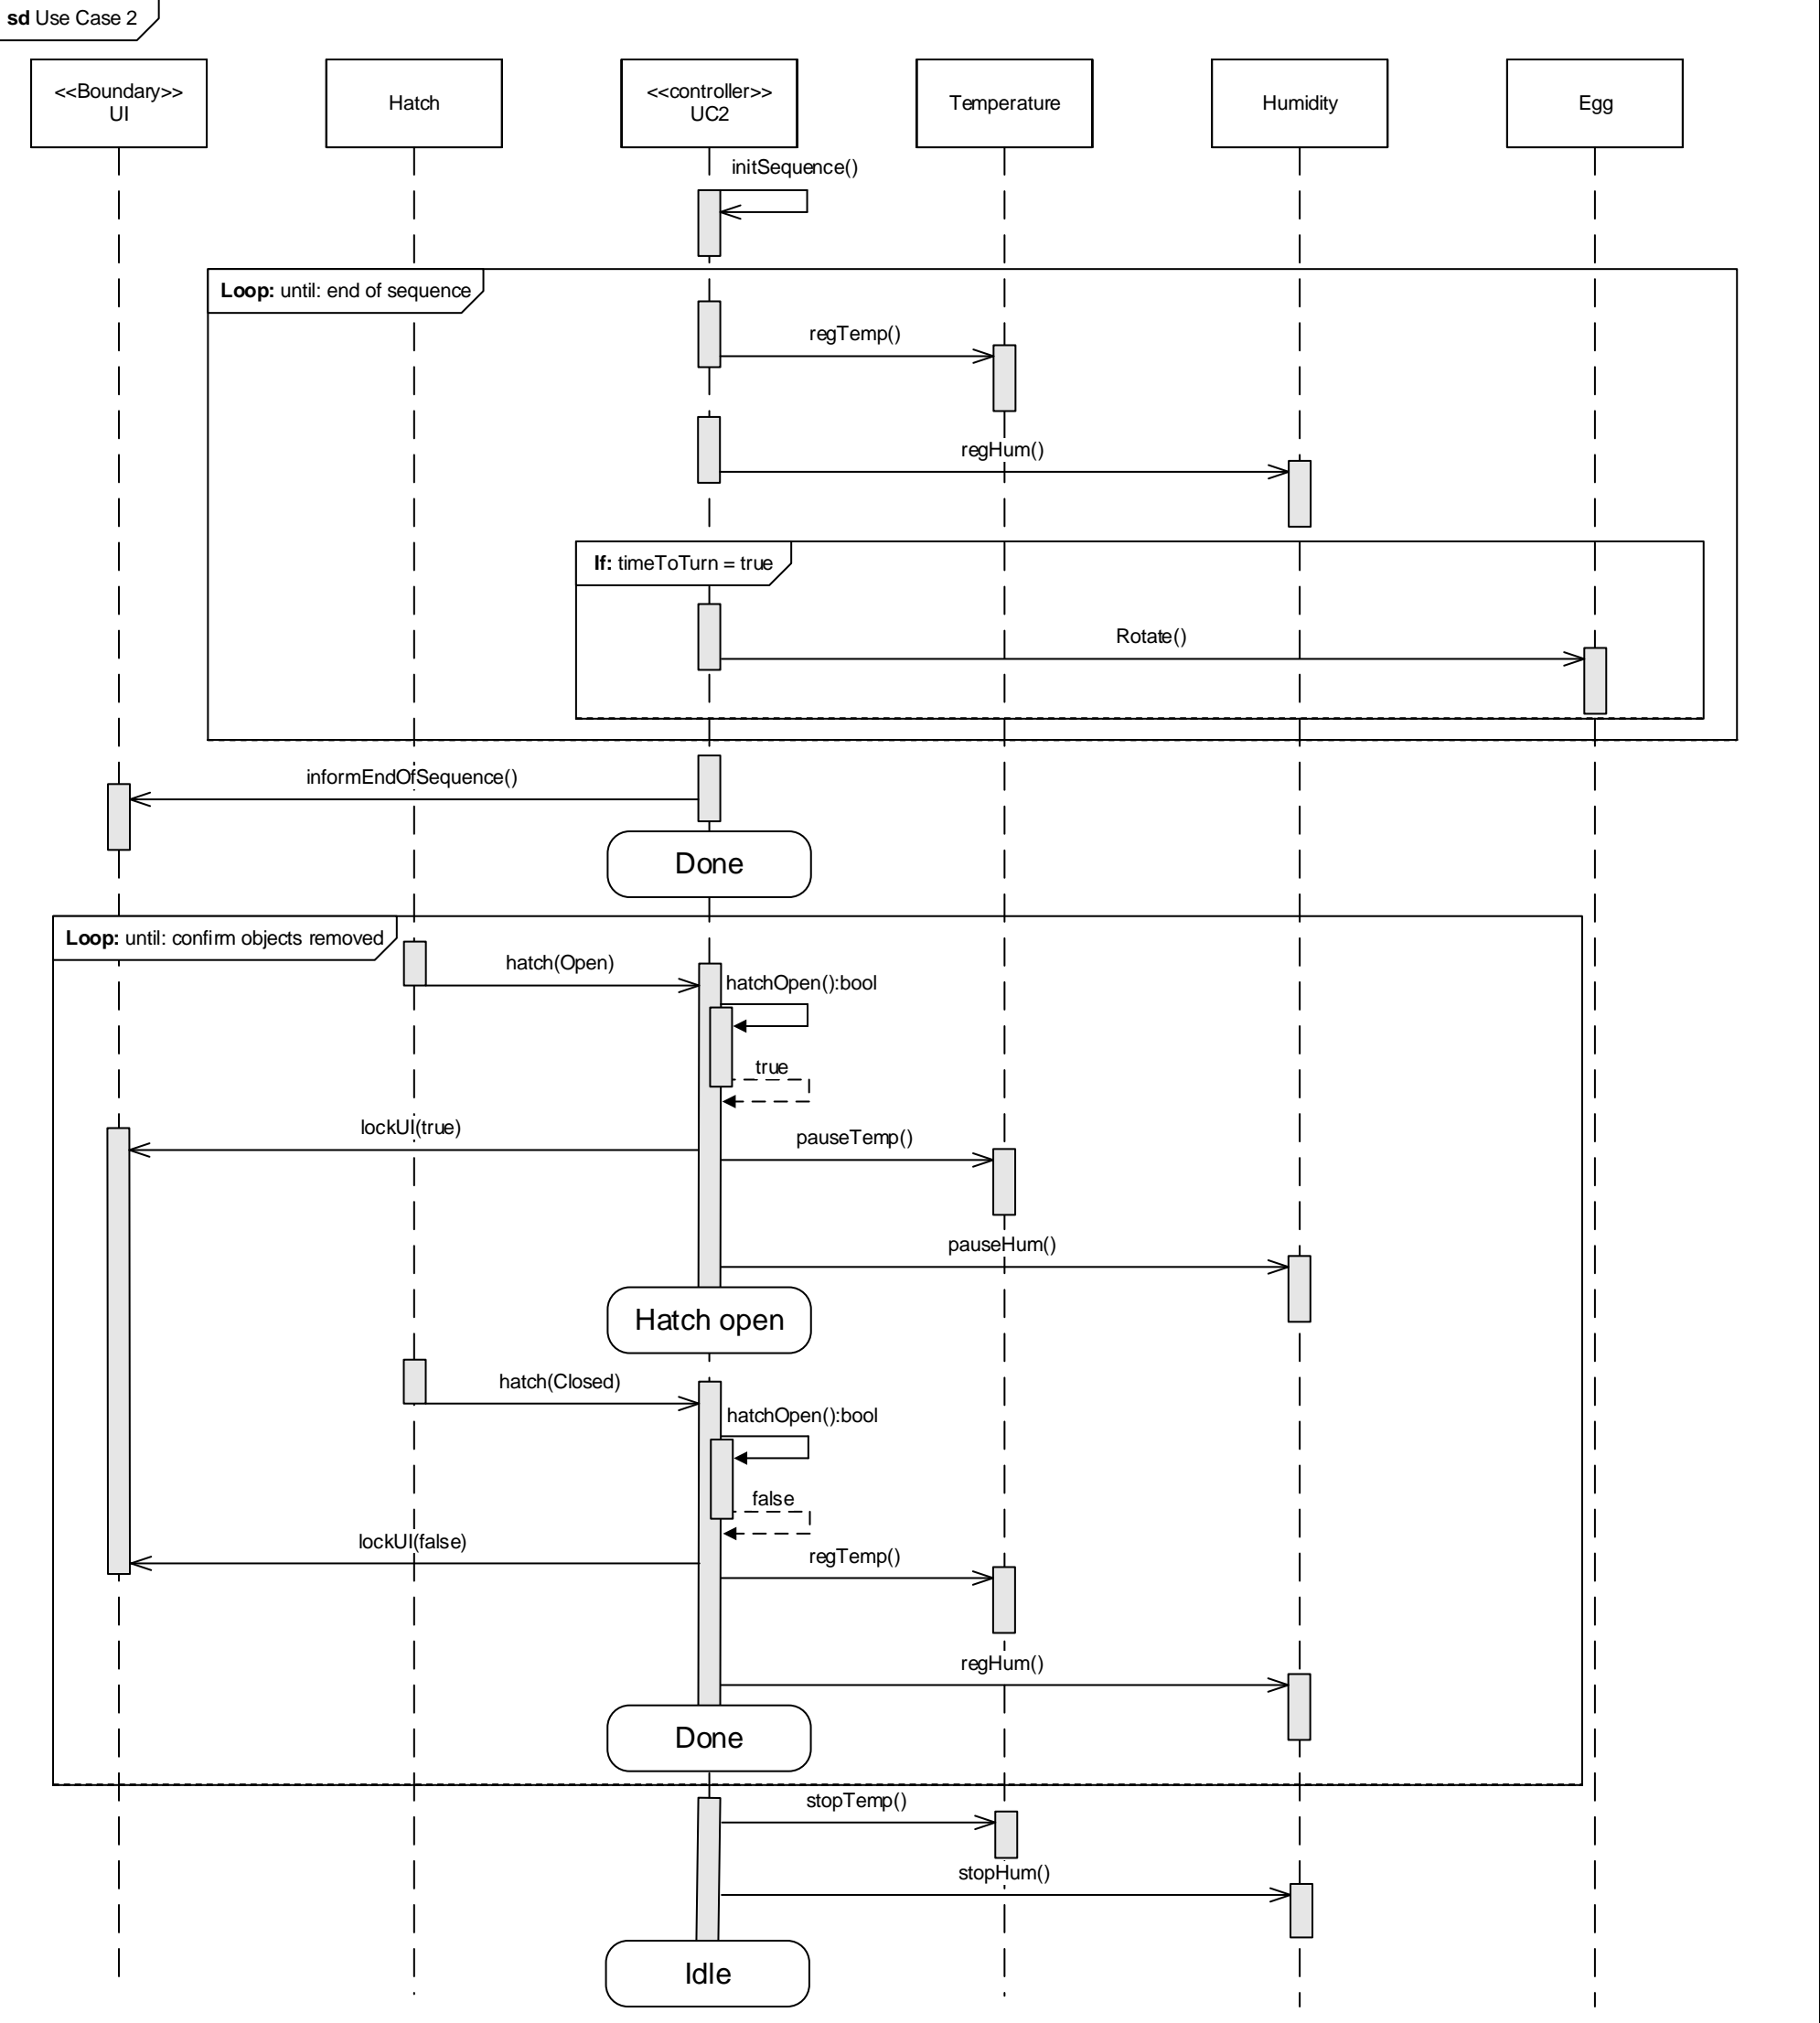 sd Use Case 2
<<Boundary>>
UI
Hatch
<<controller>>
UC2
Temperature
Humidity
Egg
initSequence()
Loop: until: end of sequence
regTemp()
regHum()
If: timeToTurn = true
Rotate()
informEndOfSequence()
Done
Loop: until: confirm objects removed
hatch(Open)
hatchOpen():bool
true
lockUI(true)
pauseTemp()
pauseHum()
Hatch open
hatch(Closed)
hatchOpen():bool
false
lockUI(false)
regTemp()
regHum()
Done
stopTemp()
stopHum()
Idle